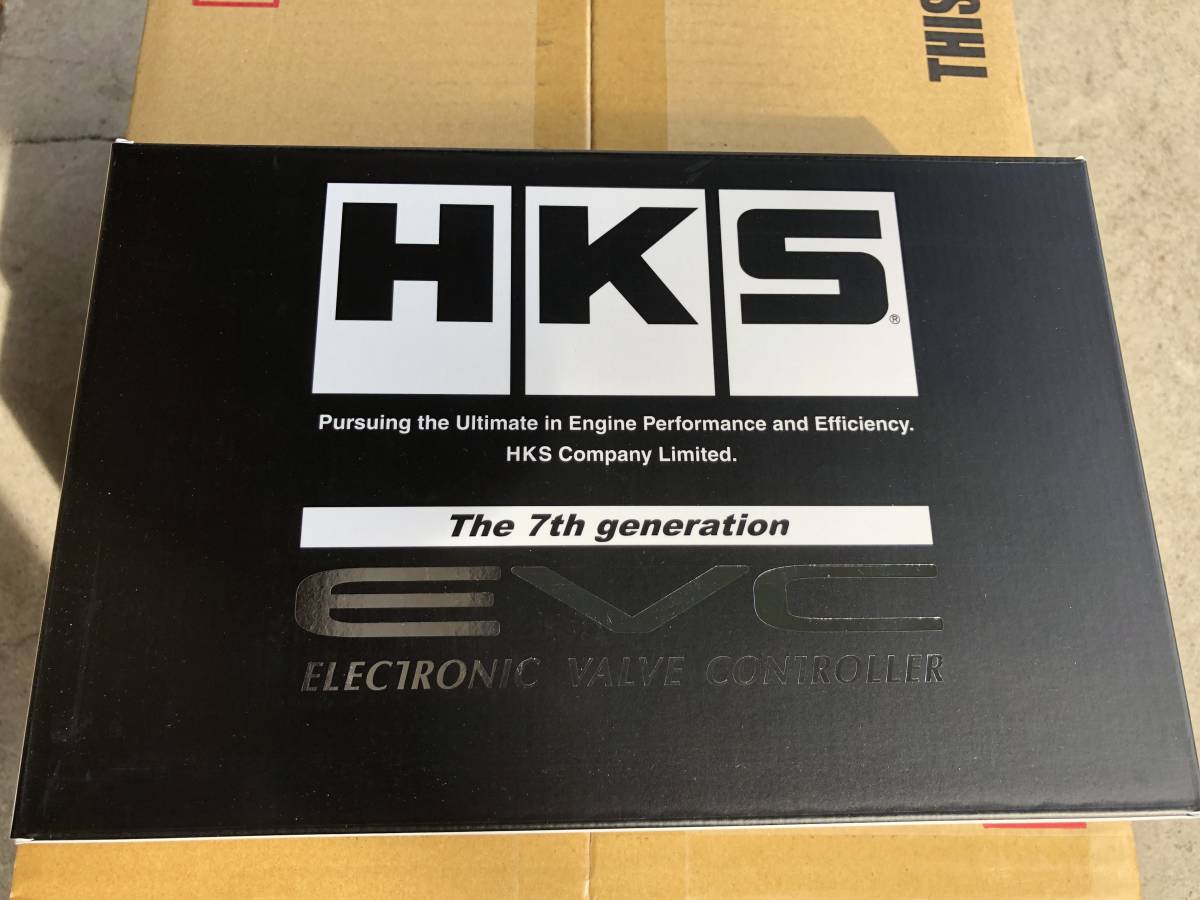 THIS
HKS®
Pursuing the Ultimate in Engine Performance and Efficiency.
HKS Company Limited.
The 7th generation
EVC
ELECTRONIC VALVE CONTROLLER